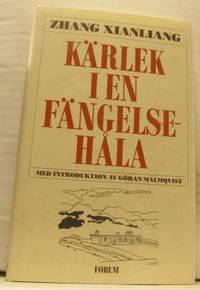 ZHANG XIANLIANG
KÄRLEK
I EN
FÄNGELSE-
HÅLA
MED INTRODUKTION AV GÖRAN MALMQVIST
FORUM